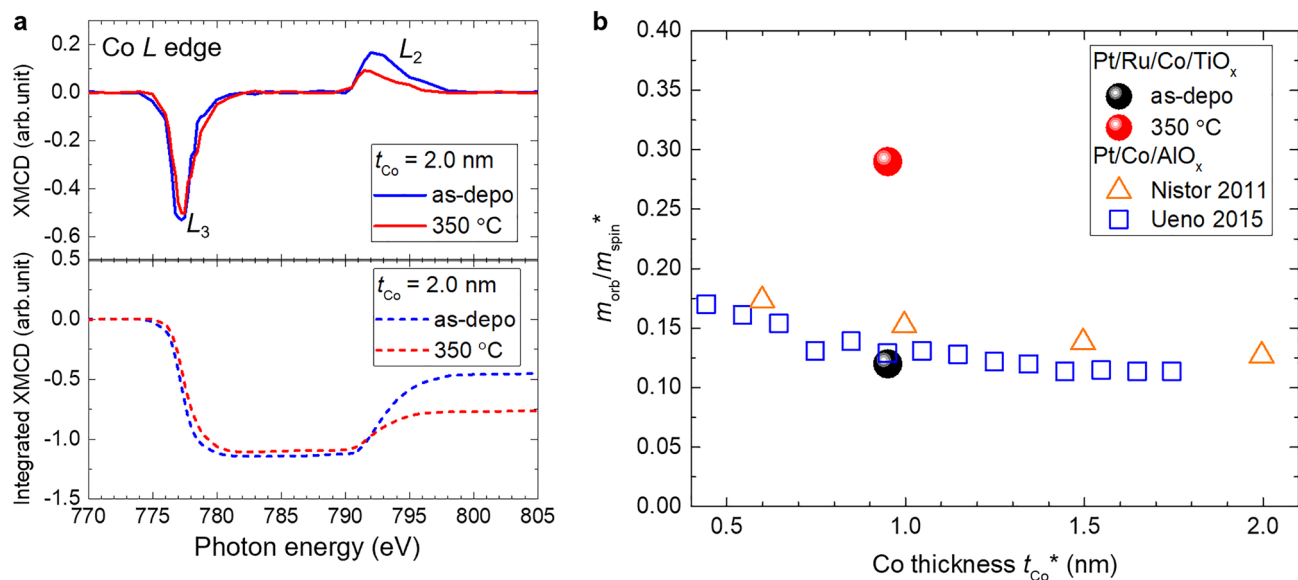 a
Co L edge
XMCD (arb.unit)
0.2
0.0
-0.2
-0.4
-0.6
L2
L3
tCo = 2.0 nm
as-depo
350 °C
Integrated XMCD (arb.unit)
0.5
0.0
-0.5
-1.0
-1.5
tCo = 2.0 nm
as-depo
350 °C
770 775 780 785 790 795 800 805
Photon energy (eV)
b
morb/mspin*
0.40
0.35
0.30
0.25
0.20
0.15
0.10
0.05
0.00
Pt/Ru/Co/TiOx
as-depo
350 °C
Pt/Co/AlOx
Nistor 2011
Ueno 2015
0.5 1.0 1.5 2.0
Co thickness tCo* (nm)